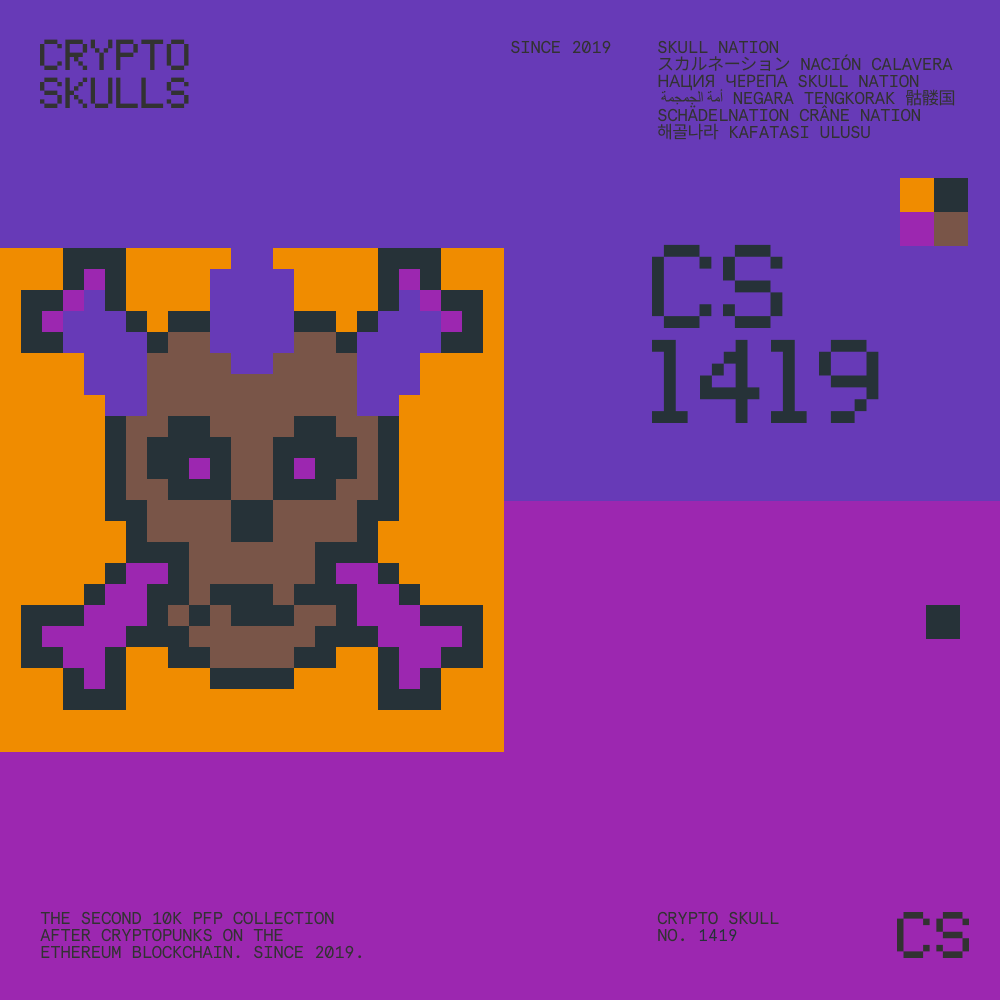 CRYPTO
SKULLS
SINCE 2019
SKULL NATION
スカルネーション NACIÓN CALAVERA
НАЦИЯ ЧЕРЕПА SKULL NATION
أمة الجمجمة NEGARA TENGKORAK 骷髅国
SCHÄDELNATION CRÂNE NATION
해골나라 KAFATASI ULUSU
CS
1419
THE SECOND 10K PFP COLLECTION
AFTER CRYPTOPUNKS ON THE
ETHEREUM BLOCKCHAIN. SINCE 2019.
CRYPTO SKULL
NO. 1419
CS